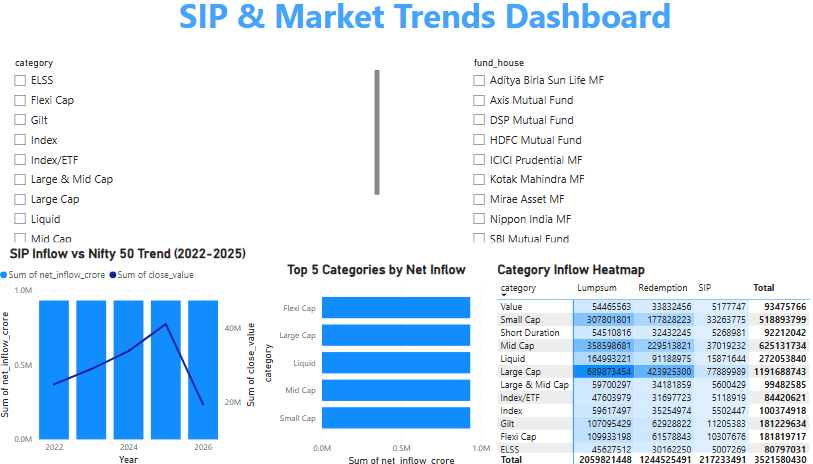 SIP & Market Trends Dashboard
category
ELSS
Flexi Cap
Gilt
Index
Index/ETF
Large & Mid Cap
Large Cap
Liquid
Mid Cap
fund_house
Aditya Birla Sun Life MF
Axis Mutual Fund
DSP Mutual Fund
HDFC Mutual Fund
ICICI Prudential MF
Kotak Mahindra MF
Mirae Asset MF
Nippon India MF
SBI Mutual Fund
SIP Inflow vs Nifty 50 Trend (2022-2025)
Sum of net_inflow_crore Sum of close_value
Sum of net_inflow_crore
1.0M
0.5M
0.0M
40M
20M
Sum of close_value
2022 2024 2026
Year
Top 5 Categories by Net Inflow
category
Flexi Cap
Large Cap
Liquid
Mid Cap
Small Cap
0.0M 0.5M 1.0M
Sum of net_inflow_crore
Category Inflow Heatmap
category Lumpsum Redemption SIP Total
Value 54465563 33832456 5177747 93475766
Small Cap 307801801 177828223 33263775 518893799
Short Duration 54510816 32432245 5268981 92212042
Mid Cap 358598681 229513821 37019232 625131734
Liquid 164993221 91188975 15871644 272053840
Large Cap 689873454 423925300 77889989 1191688743
Large & Mid Cap 59700297 34181859 5600429 99482585
Index/ETF 47603979 31697723 5118919 84420621
Index 59617497 35254974 5502447 100374918
Gilt 107095429 62928822 11205383 181229634
Flexi Cap 109933198 61578843 10307676 181819717
ELSS 45627512 30162250 5007269 80797031
Total 2059821448 1244525491 217233491 3521580430